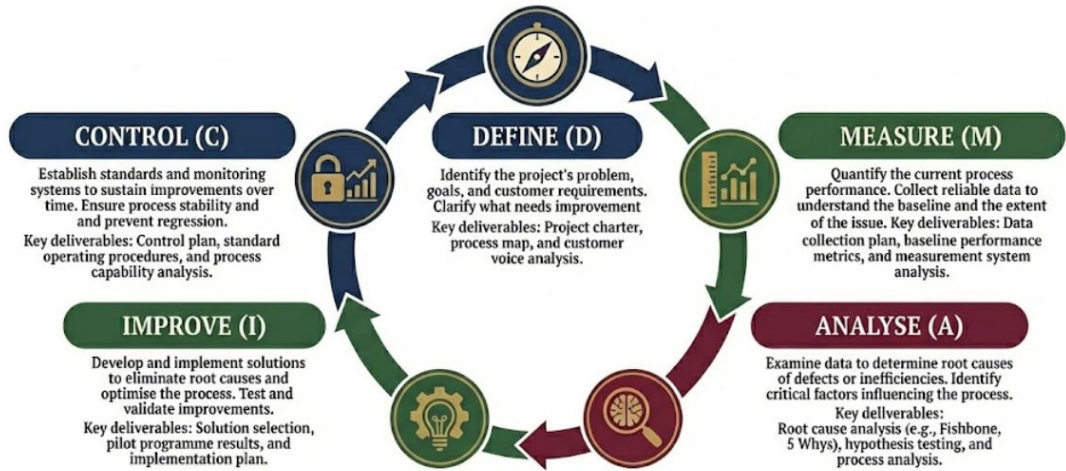 DEFINE (D)
Identify the project's problem,
goals, and customer requirements.
Clarify what needs improvement
Key deliverables: Project charter,
process map, and customer
voice analysis.
MEASURE (M)
Quantify the current process
performance. Collect reliable data to
understand the baseline and the extent
of the issue. Key deliverables: Data
collection plan, baseline performance
metrics, and measurement system
analysis.
ANALYSE (A)
Examine data to determine root causes
of defects or inefficiencies. Identify
critical factors influencing the process.
Key deliverables:
Root cause analysis (e.g., Fishbone,
5 Whys), hypothesis testing, and
process analysis.
IMPROVE (I)
Develop and implement solutions
to eliminate root causes and
optimise the process. Test and
validate improvements.
Key deliverables: Solution selection,
pilot programme results, and
implementation plan.
CONTROL (C)
Establish standards and monitoring
systems to sustain improvements over
time. Ensure process stability and
and prevent regression.
Key deliverables: Control plan, standard
operating procedures, and process
capability analysis.